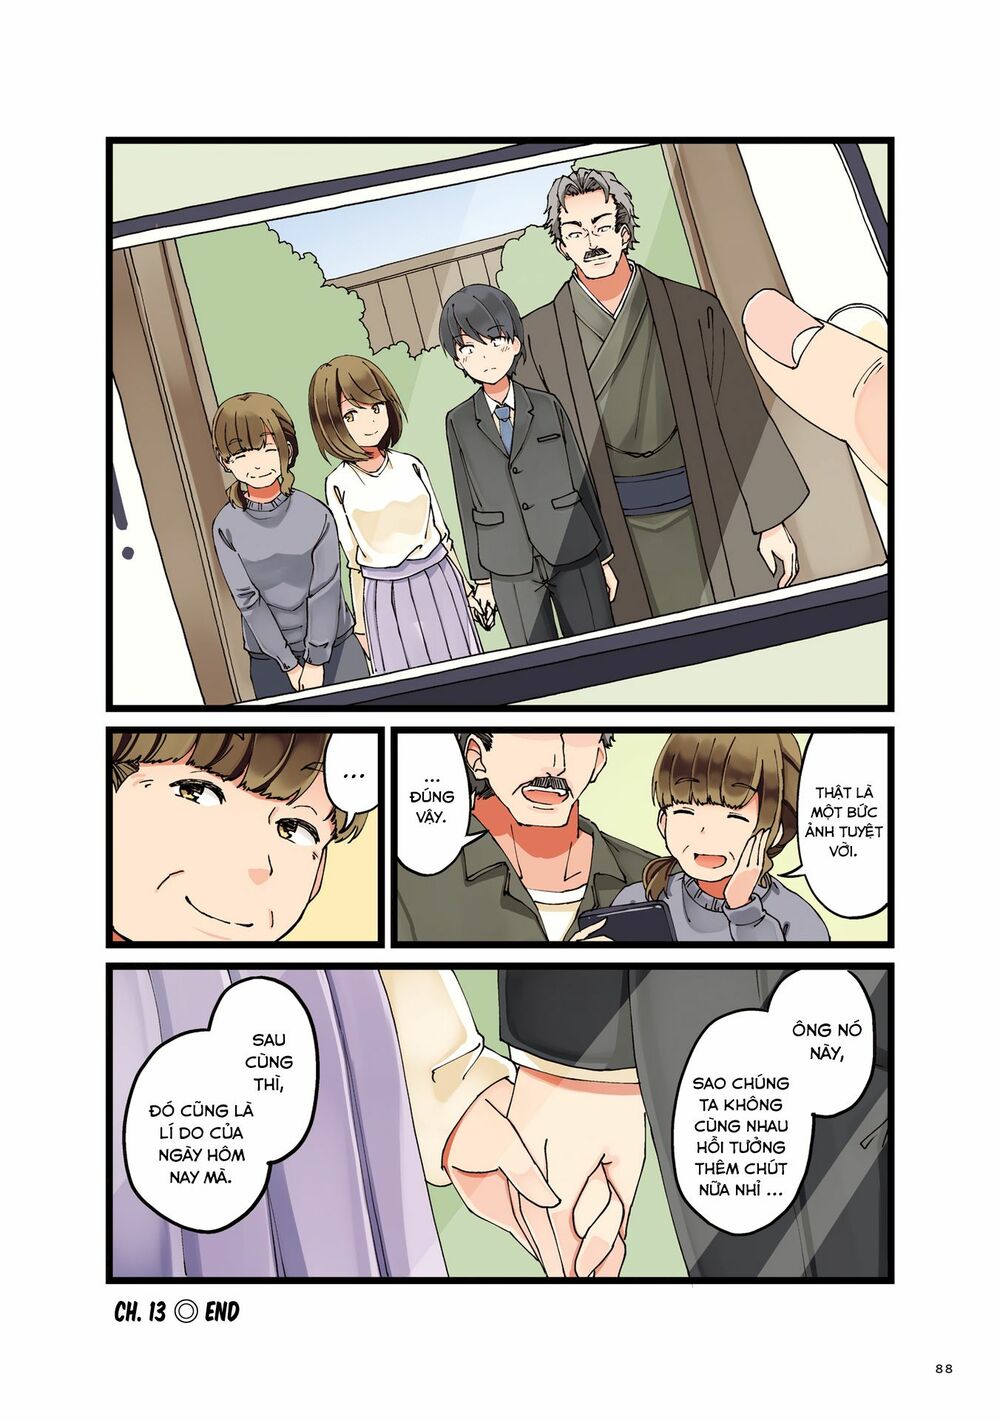 THẬT LÀ
MỘT BỨC
ẢNH TUYỆT
VỜI.
...
ĐÚNG
VẬY.
...
ÔNG NÓ
NÀY,
SAO CHÚNG
TA KHÔNG
CÙNG NHAU
HỒI TƯỞNG
THÊM CHÚT
NỮA NHỈ ...
SAU
CÙNG
THÌ,
ĐÓ CŨNG LÀ
LÍ DO CỦA
NGÀY HÔM
NAY MÀ.
CH. 13 ◎ END
88